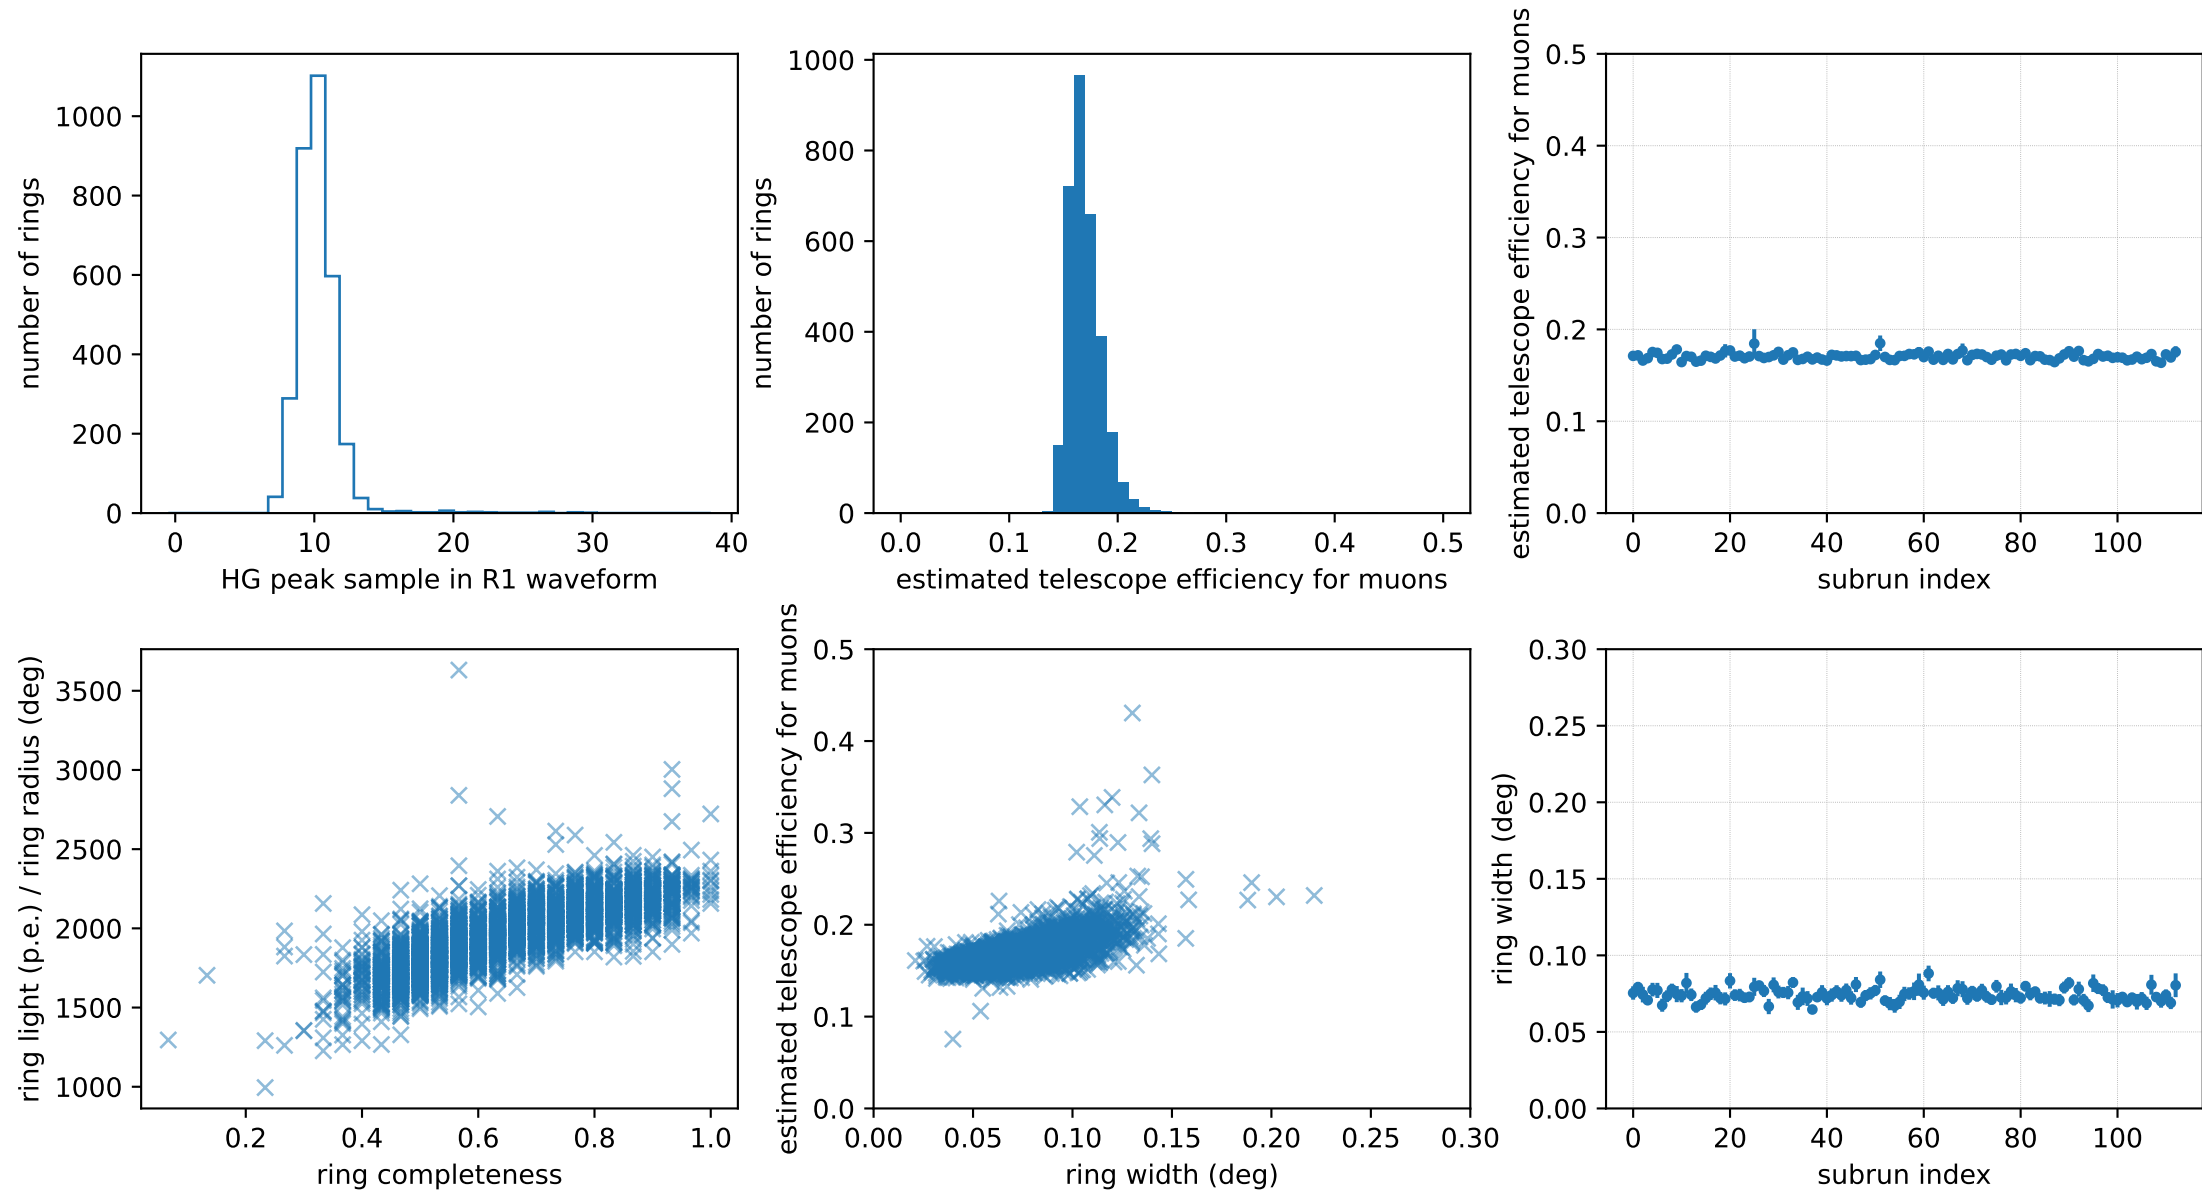 number of rings
1000
800
600
400
200
0
0 10 20 30 40
HG peak sample in R1 waveform
number of rings
1000
800
600
400
200
0
0.0 0.1 0.2 0.3 0.4 0.5
estimated telescope efficiency for muons
estimated telescope efficiency for muons
0.5
0.4
0.3
0.2
0.1
0.0
0 20 40 60 80 100
subrun index
ring light (p.e.) / ring radius (deg)
3500
3000
2500
2000
1500
1000
0.2 0.4 0.6 0.8 1.0
ring completeness
estimated telescope efficiency for muons
0.5
0.4
0.3
0.2
0.1
0.0
0.00 0.05 0.10 0.15 0.20 0.25 0.30
ring width (deg)
ring width (deg)
0.30
0.25
0.20
0.15
0.10
0.05
0.00
0 20 40 60 80 100
subrun index